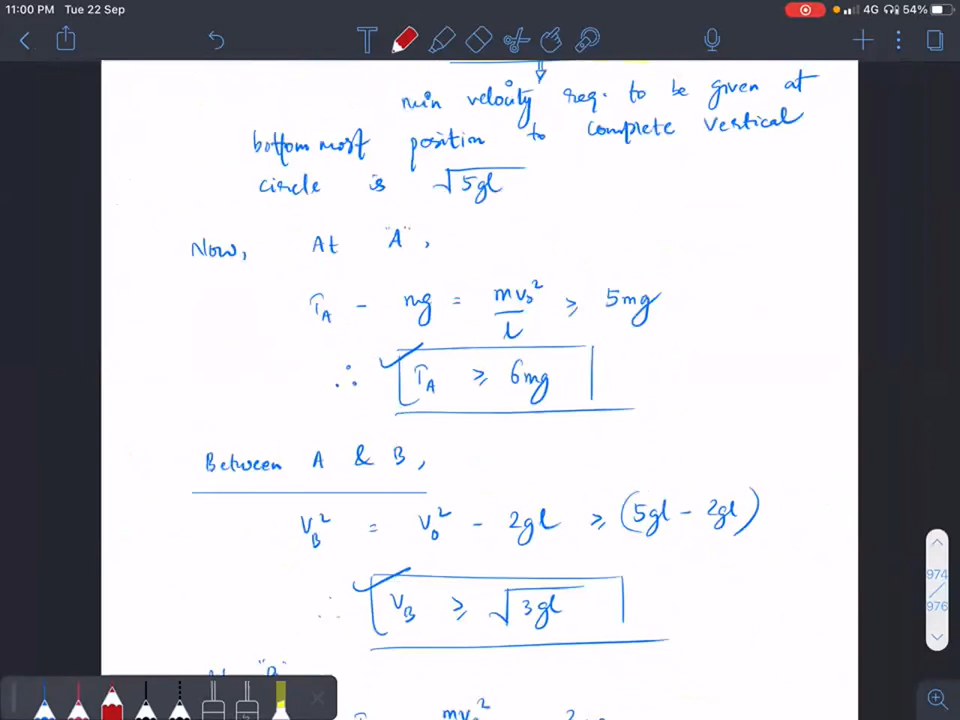 11:00 PM Tue 22 Sep 4G 54%
min velocity req. to be given at
bottom most position to complete vertical
circle is √5gl
Now, At "A",
T_A - mg = mv₀²/l ≥ 5mg
∴ T_A ≥ 6mg
Between A & B,
V_B² = V₀² - 2gl ≥ (5gl - 2gl)
974
/
976
∴ V_B ≥ √3gl